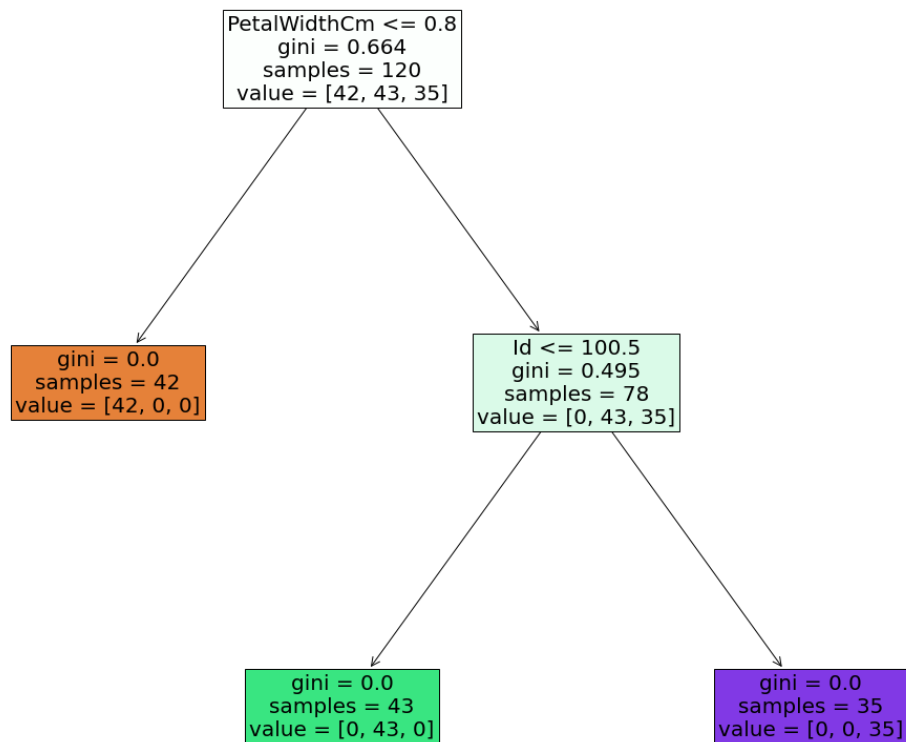 PetalWidthCm <= 0.8
gini = 0.664
samples = 120
value = [42, 43, 35]
gini = 0.0
samples = 42
value = [42, 0, 0]
Id <= 100.5
gini = 0.495
samples = 78
value = [0, 43, 35]
gini = 0.0
samples = 43
value = [0, 43, 0]
gini = 0.0
samples = 35
value = [0, 0, 35]